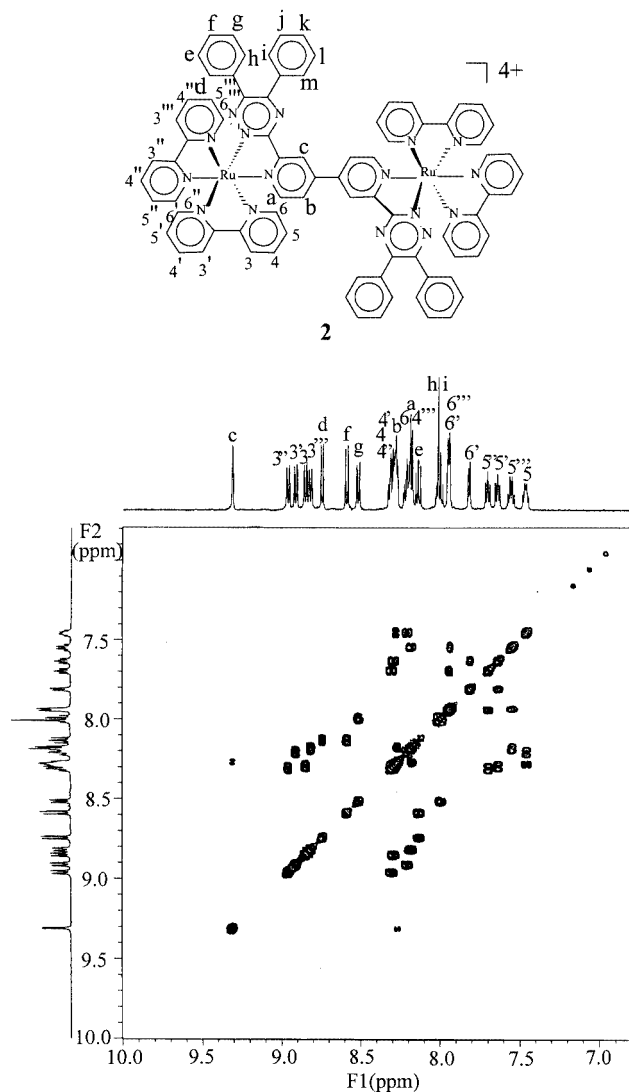 f g j k
e h i l
m
4+
4''' d 5''' 6''' N N
3''' N N
N N c N N
3'' N N
4'' N Ru N N Ru N
5'' 6'' a b N N
6 N N 6 N N
5' 5 N
4' 3' 3 4
2
h i
c 3'' 3' 3 3''' d f g 4'' 4 4' b 6 a 4''' e 6''' 6'' 6' 5'' 5' 5''' 5
F2
(ppm)
7.5
8.0
8.5
9.0
9.5
10.0
10.0 9.5 9.0 8.5 8.0 7.5 7.0
F1(ppm)